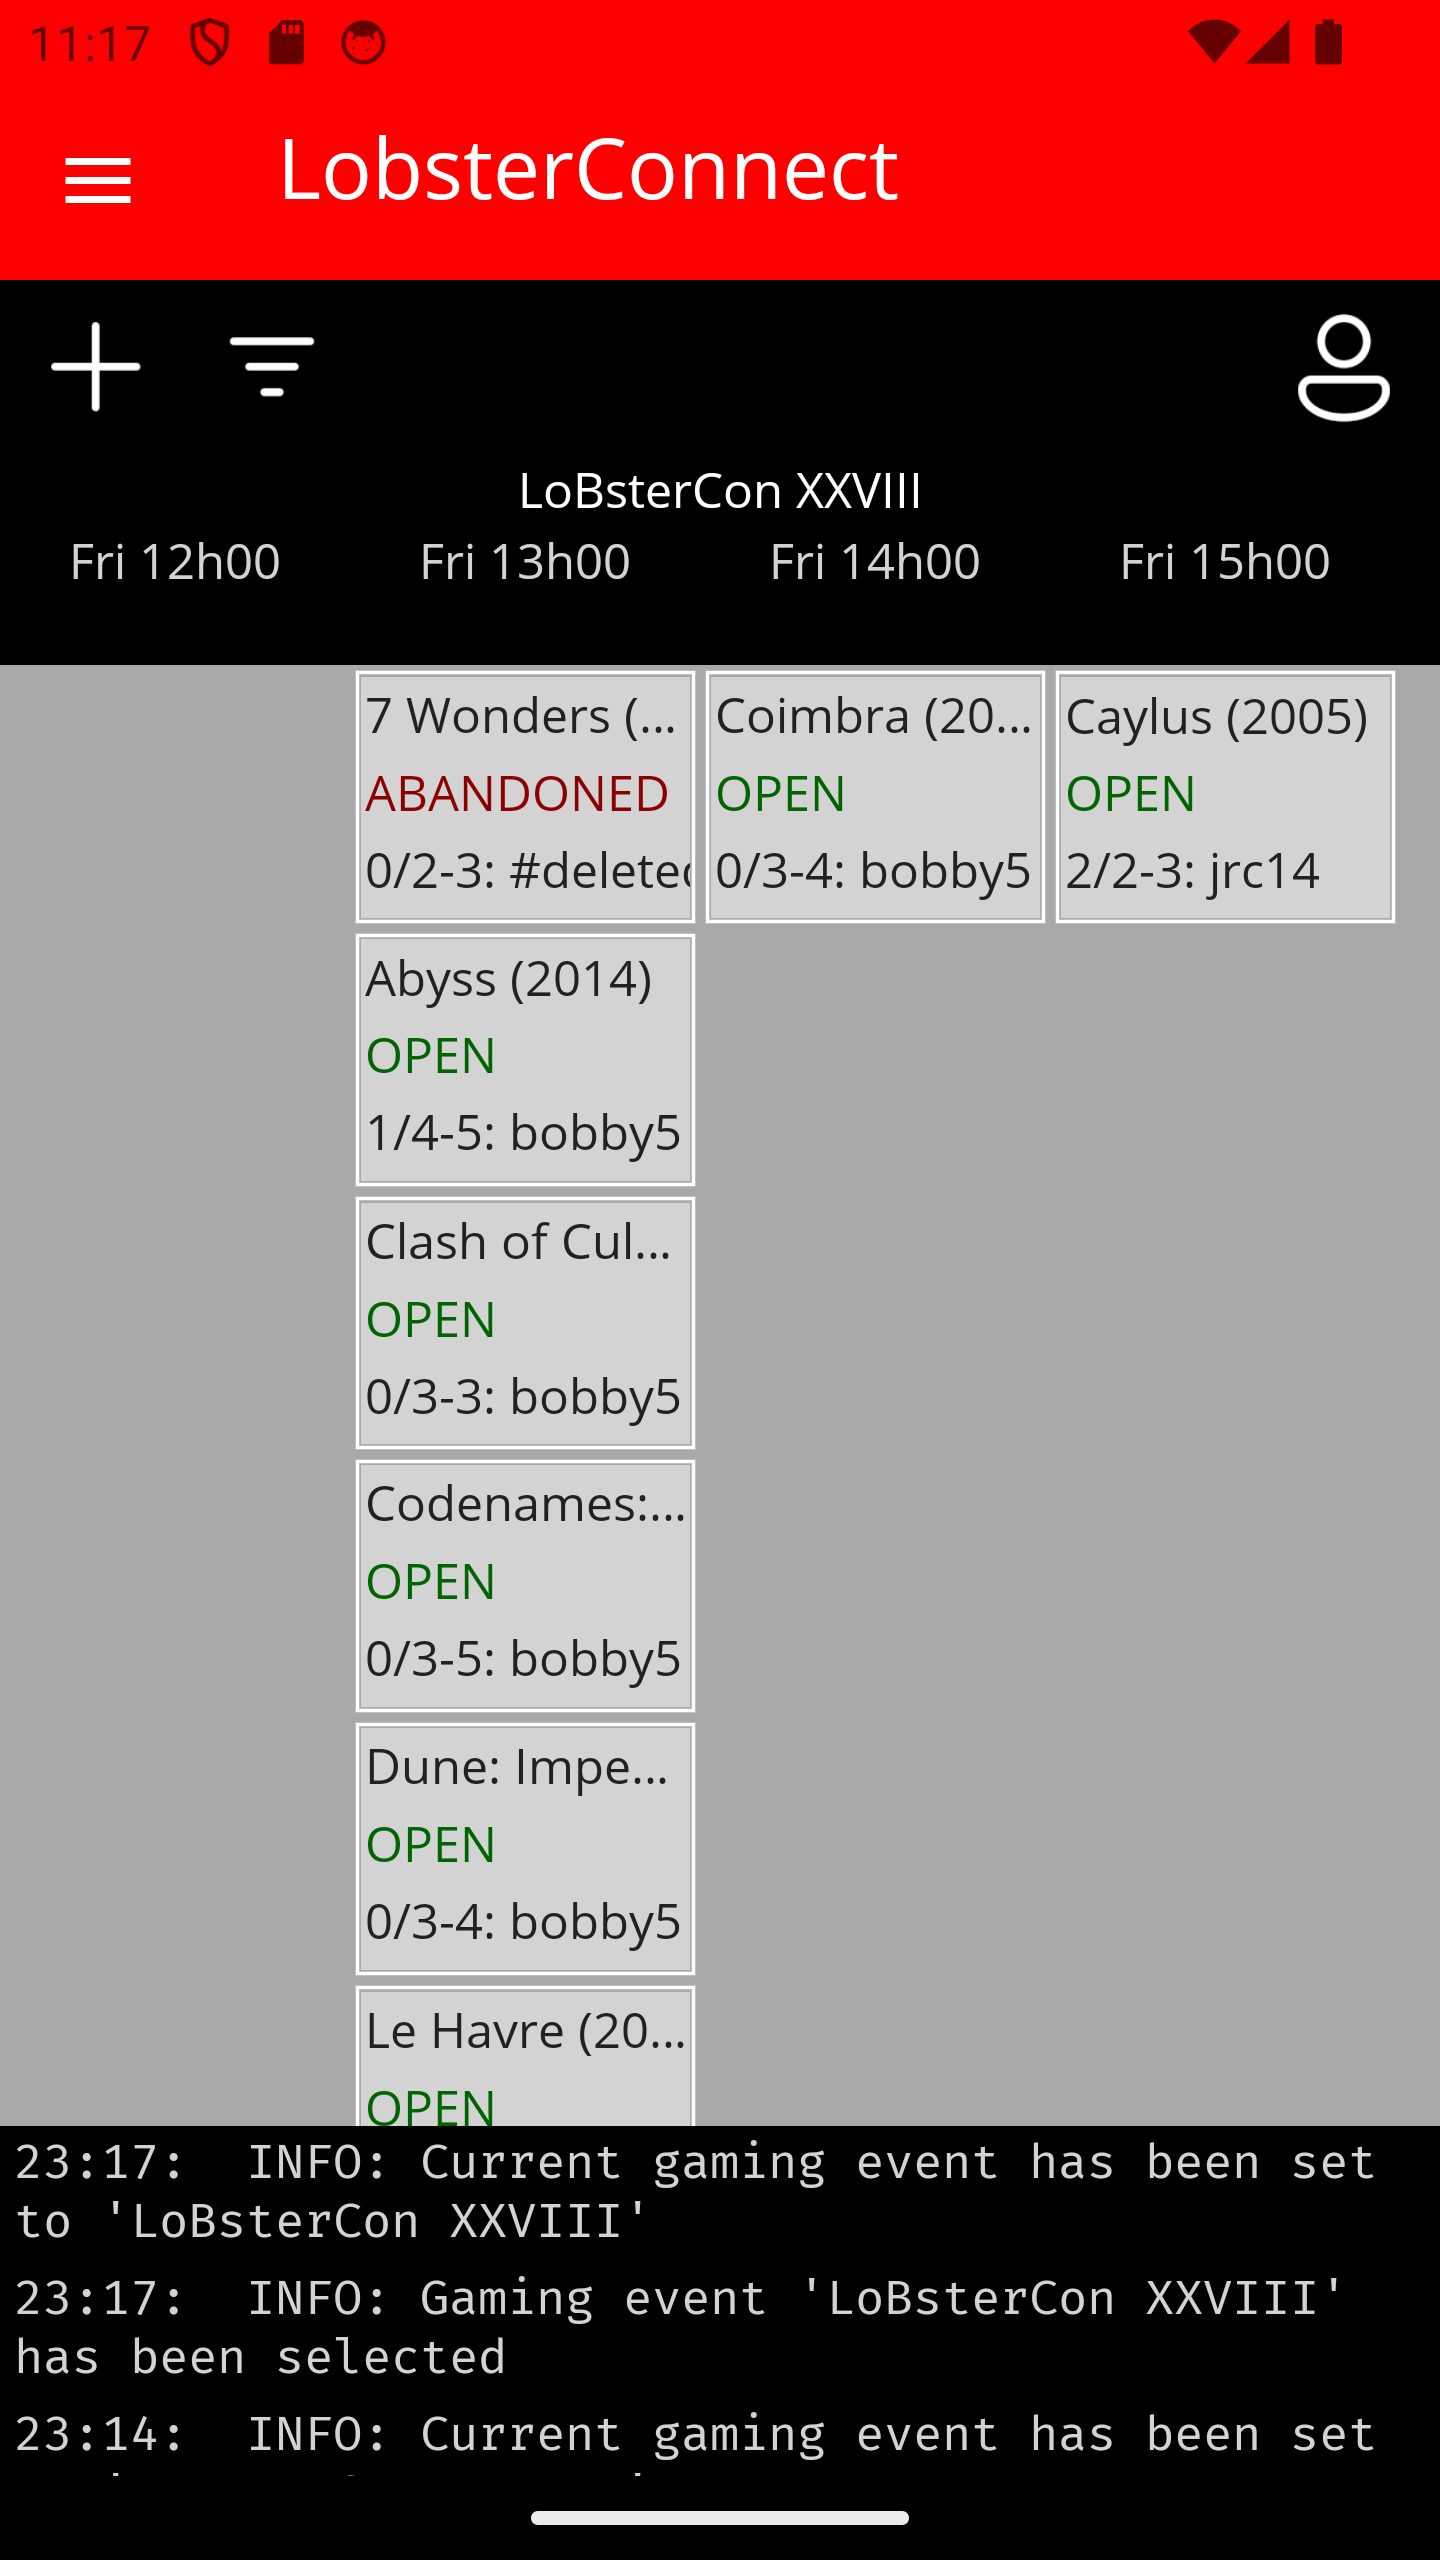 11:17
LobsterConnect
LoBsterCon XXVIII
Fri 12h00 Fri 13h00 Fri 14h00 Fri 15h00
7 Wonders (... Coimbra (20... Caylus (2005)
ABANDONED OPEN OPEN
0/2-3: #deleted 0/3-4: bobby5 2/2-3: jrc14
Abyss (2014)
OPEN
1/4-5: bobby5
Clash of Cul...
OPEN
0/3-3: bobby5
Codenames:...
OPEN
0/3-5: bobby5
Dune: Impe...
OPEN
0/3-4: bobby5
Le Havre (20...
OPEN
23:17:  INFO: Current gaming event has been set
to 'LoBsterCon XXVIII'
23:17:  INFO: Gaming event 'LoBsterCon XXVIII'
has been selected
23:14:  INFO: Current gaming event has been set